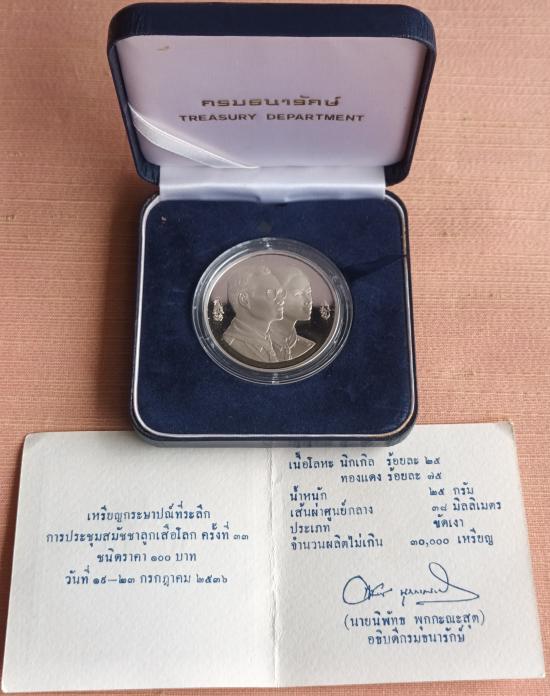 กรมธนารักษ์
TREASURY DEPARTMENT
เหรียญกระษาปณ์ที่ระลึก
การประชุมสมัชชาลูกเสือโลก ครั้งที่ ๓๓
ชนิดราคา ๑๐๐ บาท
วันที่ ๑๙-๒๓ กรกฎาคม ๒๕๓๖
เนื้อโลหะ นิกเกิล ร้อยละ ๒๕
ทองแดง ร้อยละ ๗๕
น้ำหนัก ๒๕ กรัม
เส้นผ่าศูนย์กลาง ๓๘ มิลลิเมตร
ประเภท ขัดเงา
จำนวนผลิตไม่เกิน ๓๐,๐๐๐ เหรียญ
(นายนิพัทธ พุกกะณะสุต)
อธิบดีกรมธนารักษ์